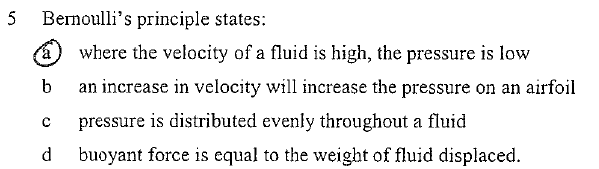 5 Bernoulli's principle states:
a where the velocity of a fluid is high, the pressure is low
b an increase in velocity will increase the pressure on an airfoil
c pressure is distributed evenly throughout a fluid
d buoyant force is equal to the weight of fluid displaced.